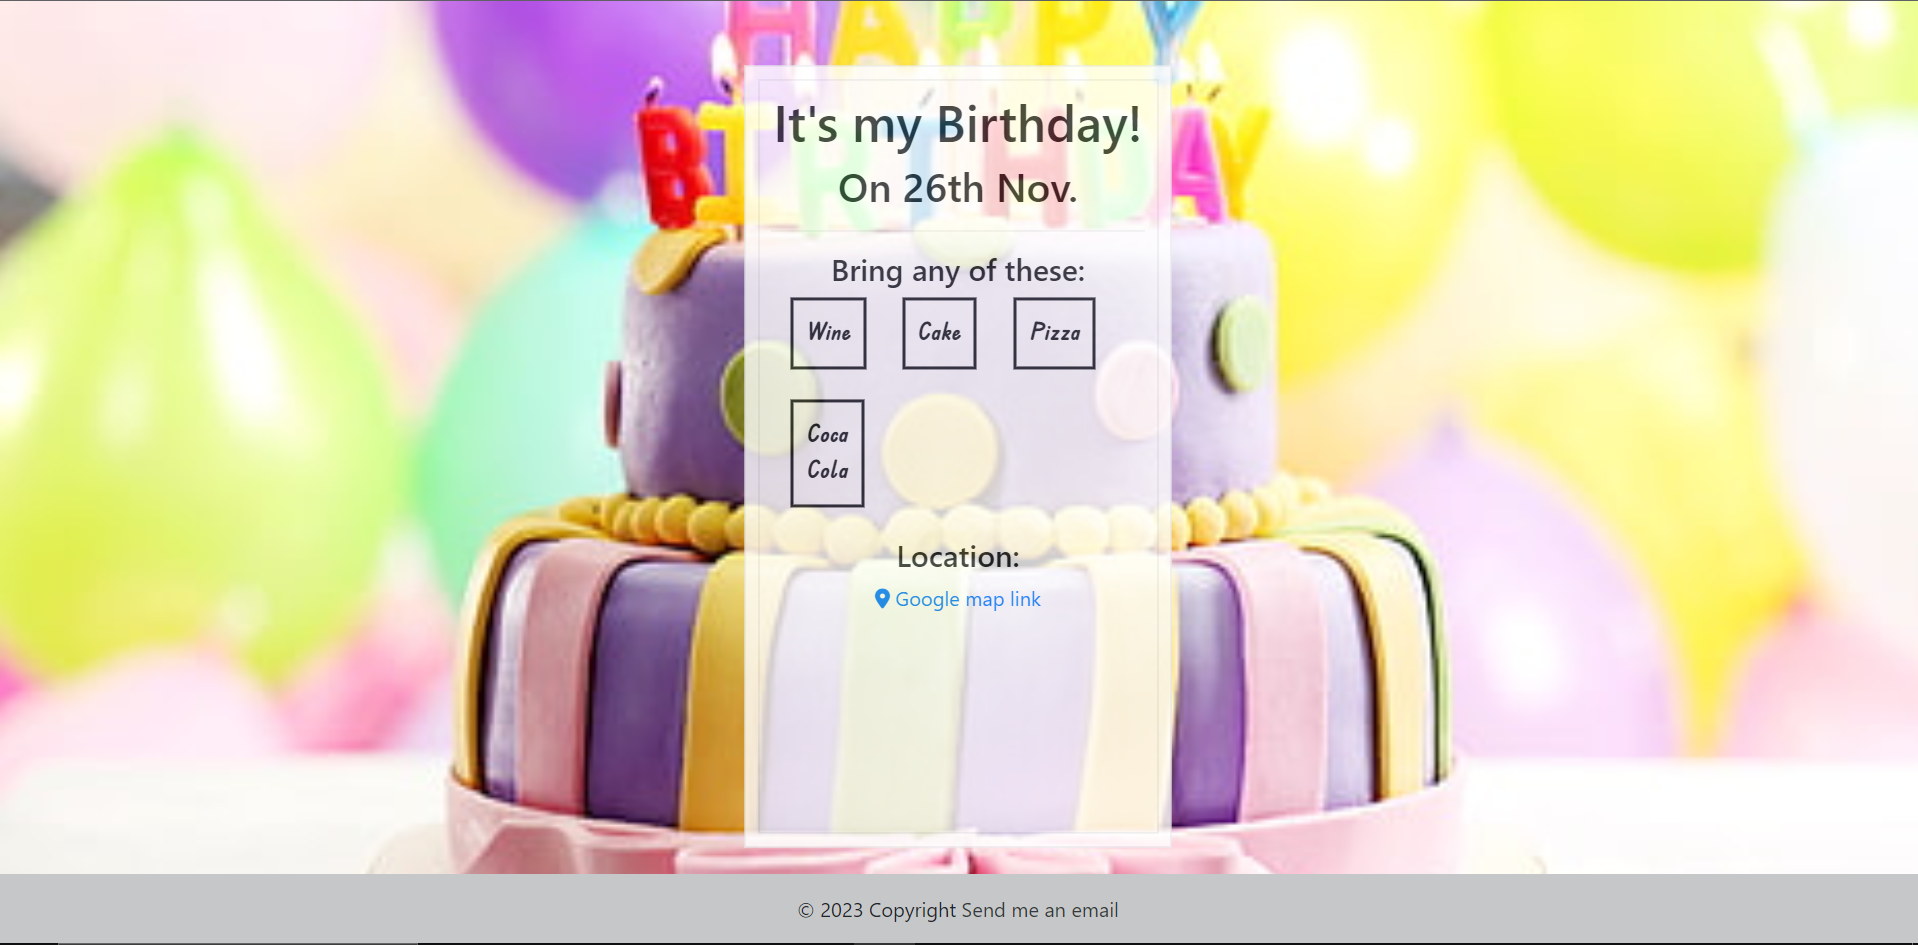 HAPPY
BIRTHDAY
It's my Birthday!
On 26th Nov.
Bring any of these:
Wine
Cake
Pizza
Coca
Cola
Location:
Google map link
© 2023 Copyright Send me an email